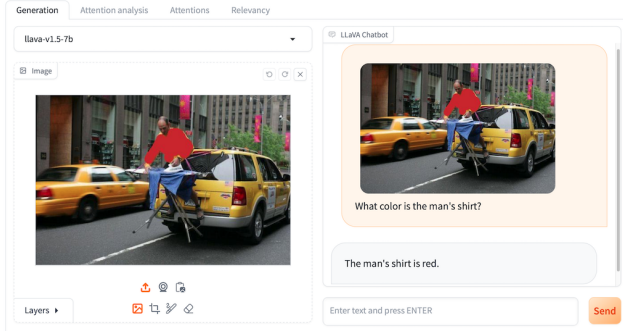 Generation Attention analysis Attentions Relevancy
llava-v1.5-7b
Image
LLaVA Chatbot
What color is the man's shirt?
The man's shirt is red.
Layers
Enter text and press ENTER
Send